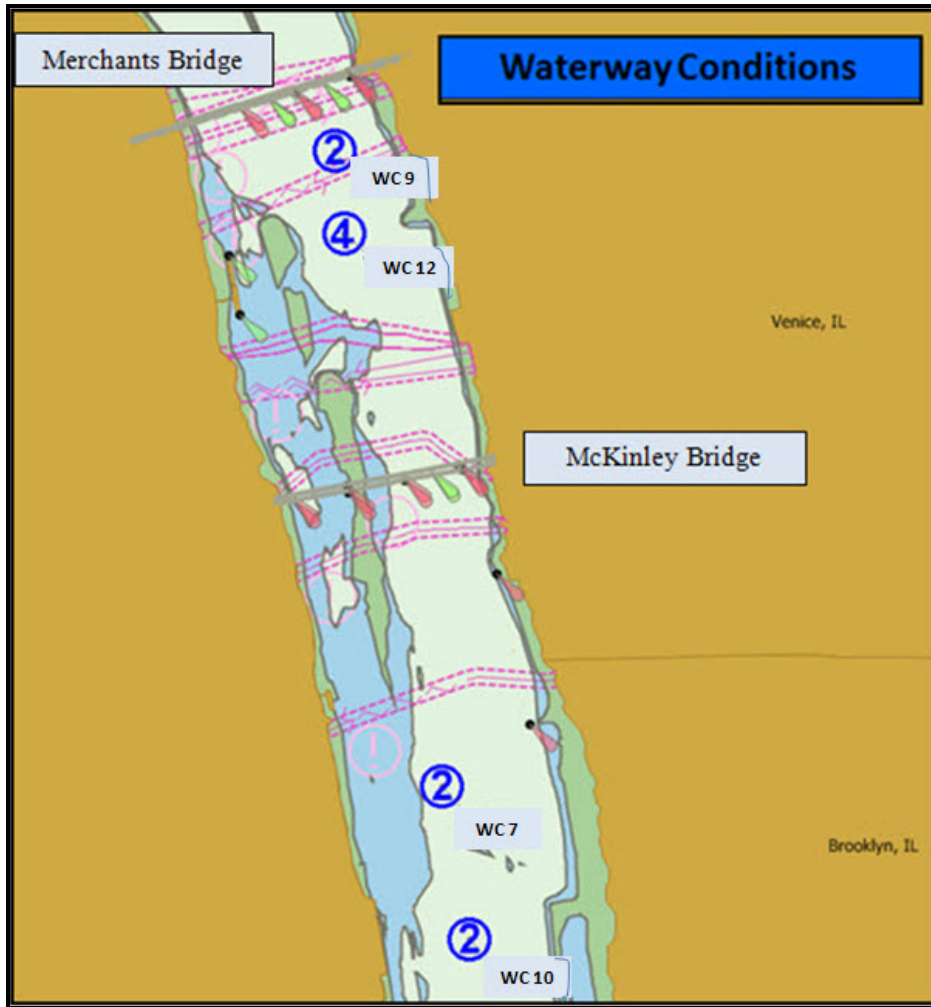 Merchants Bridge
Waterway Conditions
②
WC 9
④
WC 12
Venice, IL
!
McKinley Bridge
!
②
WC 7
Brooklyn, IL
②
WC 10